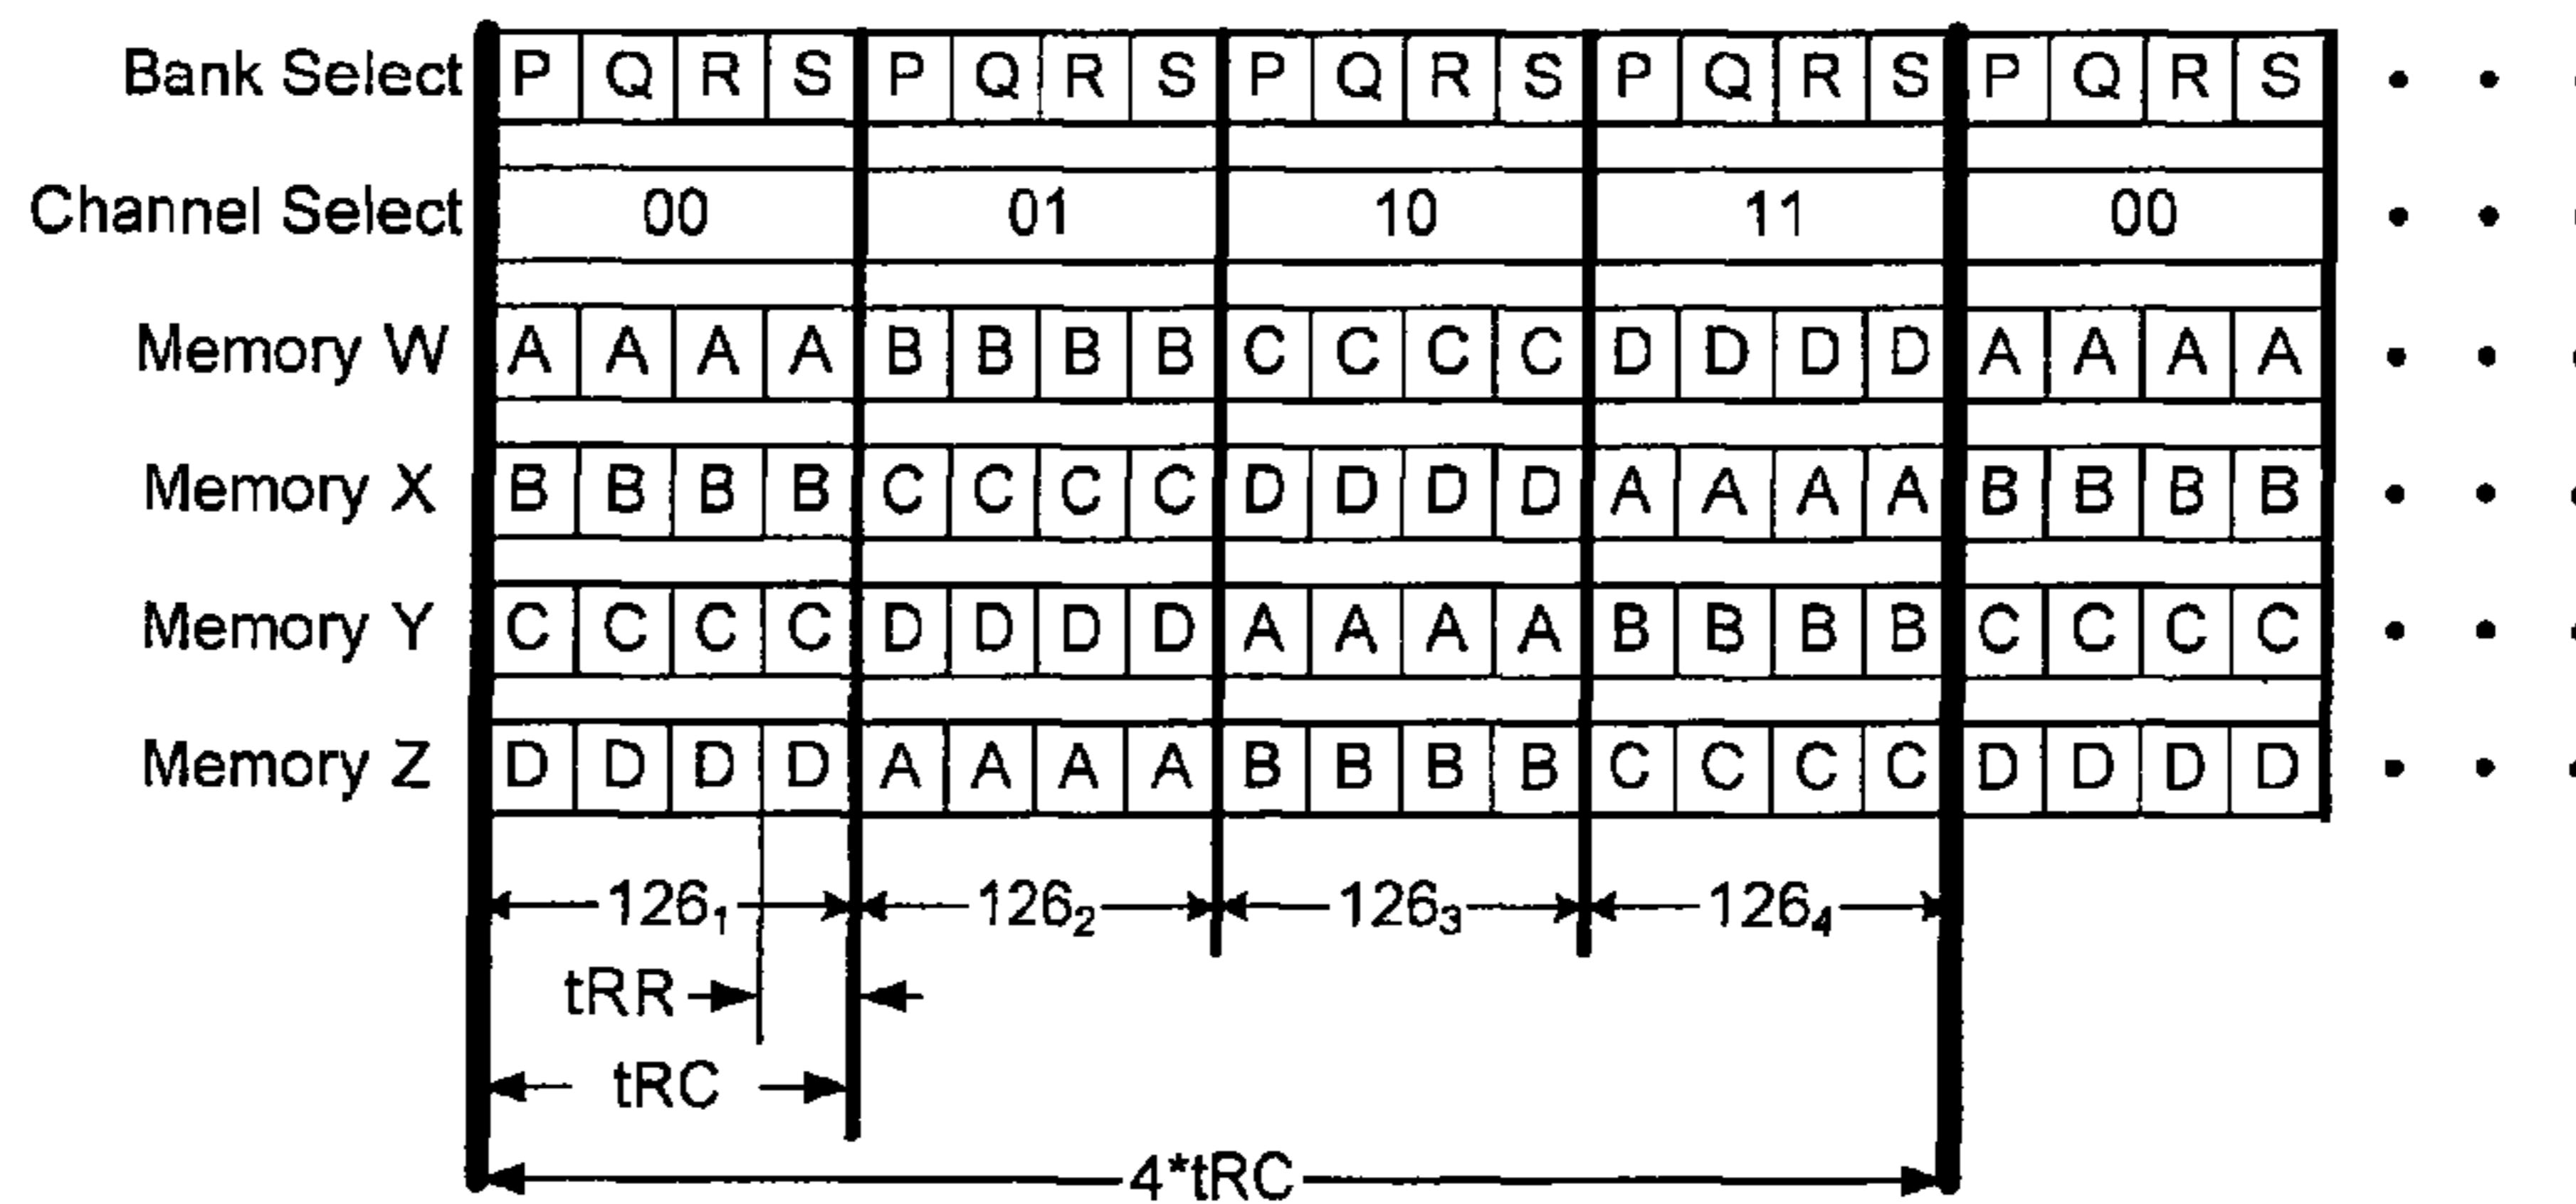 Bank Select P Q R S P Q R S P Q R S P Q R S P Q R S
Channel Select 00 01 10 11 00
Memory W A A A A B B B B C C C C D D D D A A A A
Memory X B B B B C C C C D D D D A A A A B B B B
Memory Y C C C C D D D D A A A A B B B B C C C C
Memory Z D D D D A A A A B B B B C C C C D D D D
126₁ 126₂ 126₃ 126₄
tRR
tRC
4*tRC